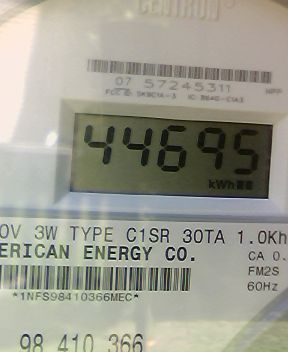 CENTRON
07 57245311
44695
kWh
0V 3W TYPE C1SR 30TA 1.0Kh
ERICAN ENERGY CO.
CA 0.
FM2S
60Hz
*1NFS98410366MEC*
98 410 366